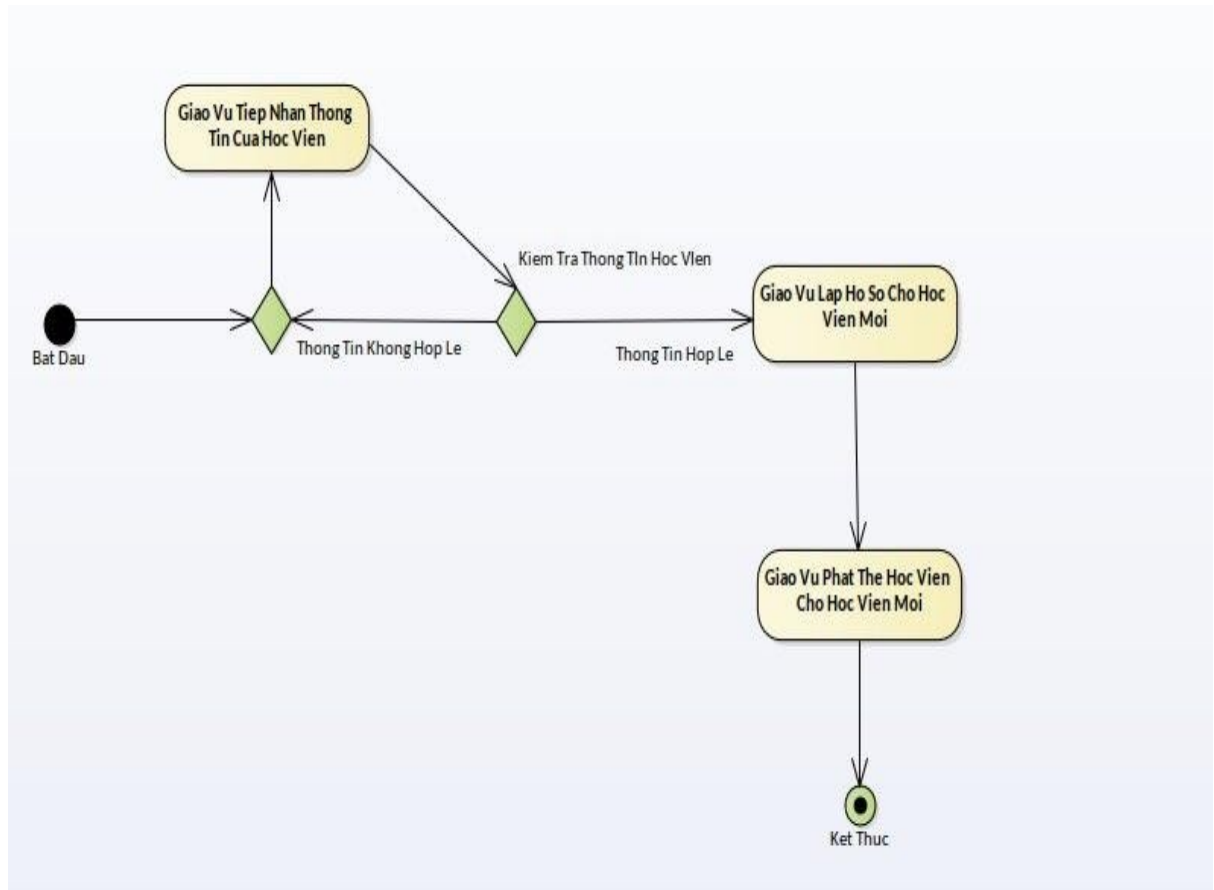 Giao Vu Tiep Nhan Thong
Tin Cua Hoc Vien
Kiem Tra Thong TIn Hoc VIen
Giao Vu Lap Ho So Cho Hoc
Vien Moi
Bat Dau
Thong Tin Khong Hop Le
Thong Tin Hop Le
Giao Vu Phat The Hoc Vien
Cho Hoc Vien Moi
Ket Thuc